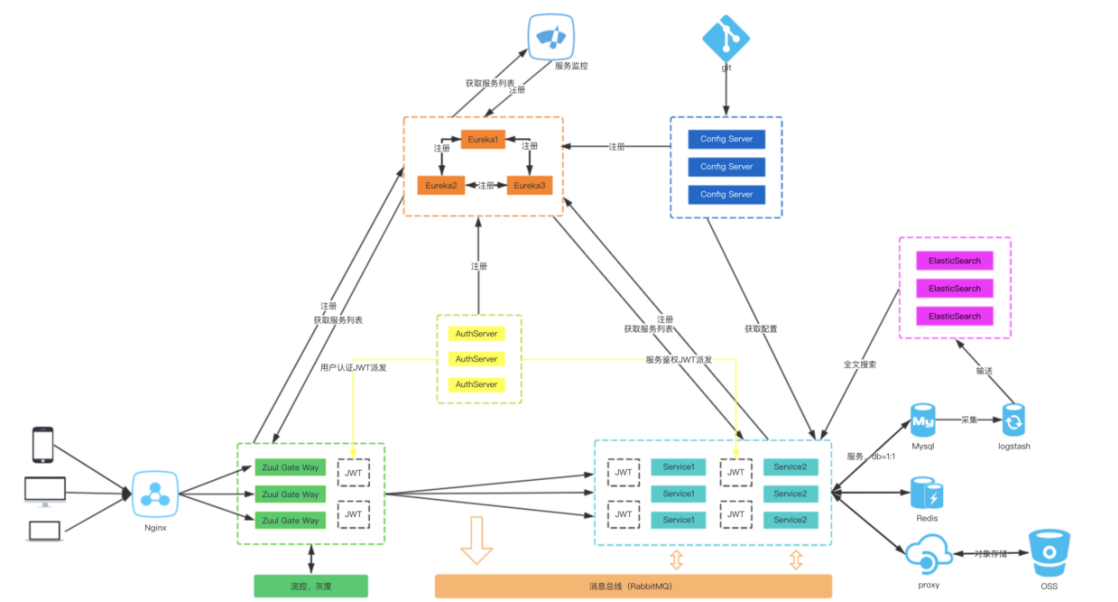 服务监控
git
获取服务列表
注册
Eureka1
注册
注册
Eureka2
注册
Eureka3
注册
Config Server
Config Server
Config Server
注册
注册
获取服务列表
注册
获取服务列表
获取配置
ElasticSearch
ElasticSearch
ElasticSearch
全文搜索
输送
AuthServer
AuthServer
AuthServer
用户认证JWT派发
服务鉴权JWT派发
My
Mysql
采集
logstash
服务、db=1:1
Nginx
Zuul Gate Way
Zuul Gate Way
Zuul Gate Way
JWT
JWT
JWT
JWT
Service1
Service1
Service1
JWT
JWT
Service2
Service2
Service2
Redis
proxy
对象存储
OSS
流控、灰度
消息总线（RabbitMQ）